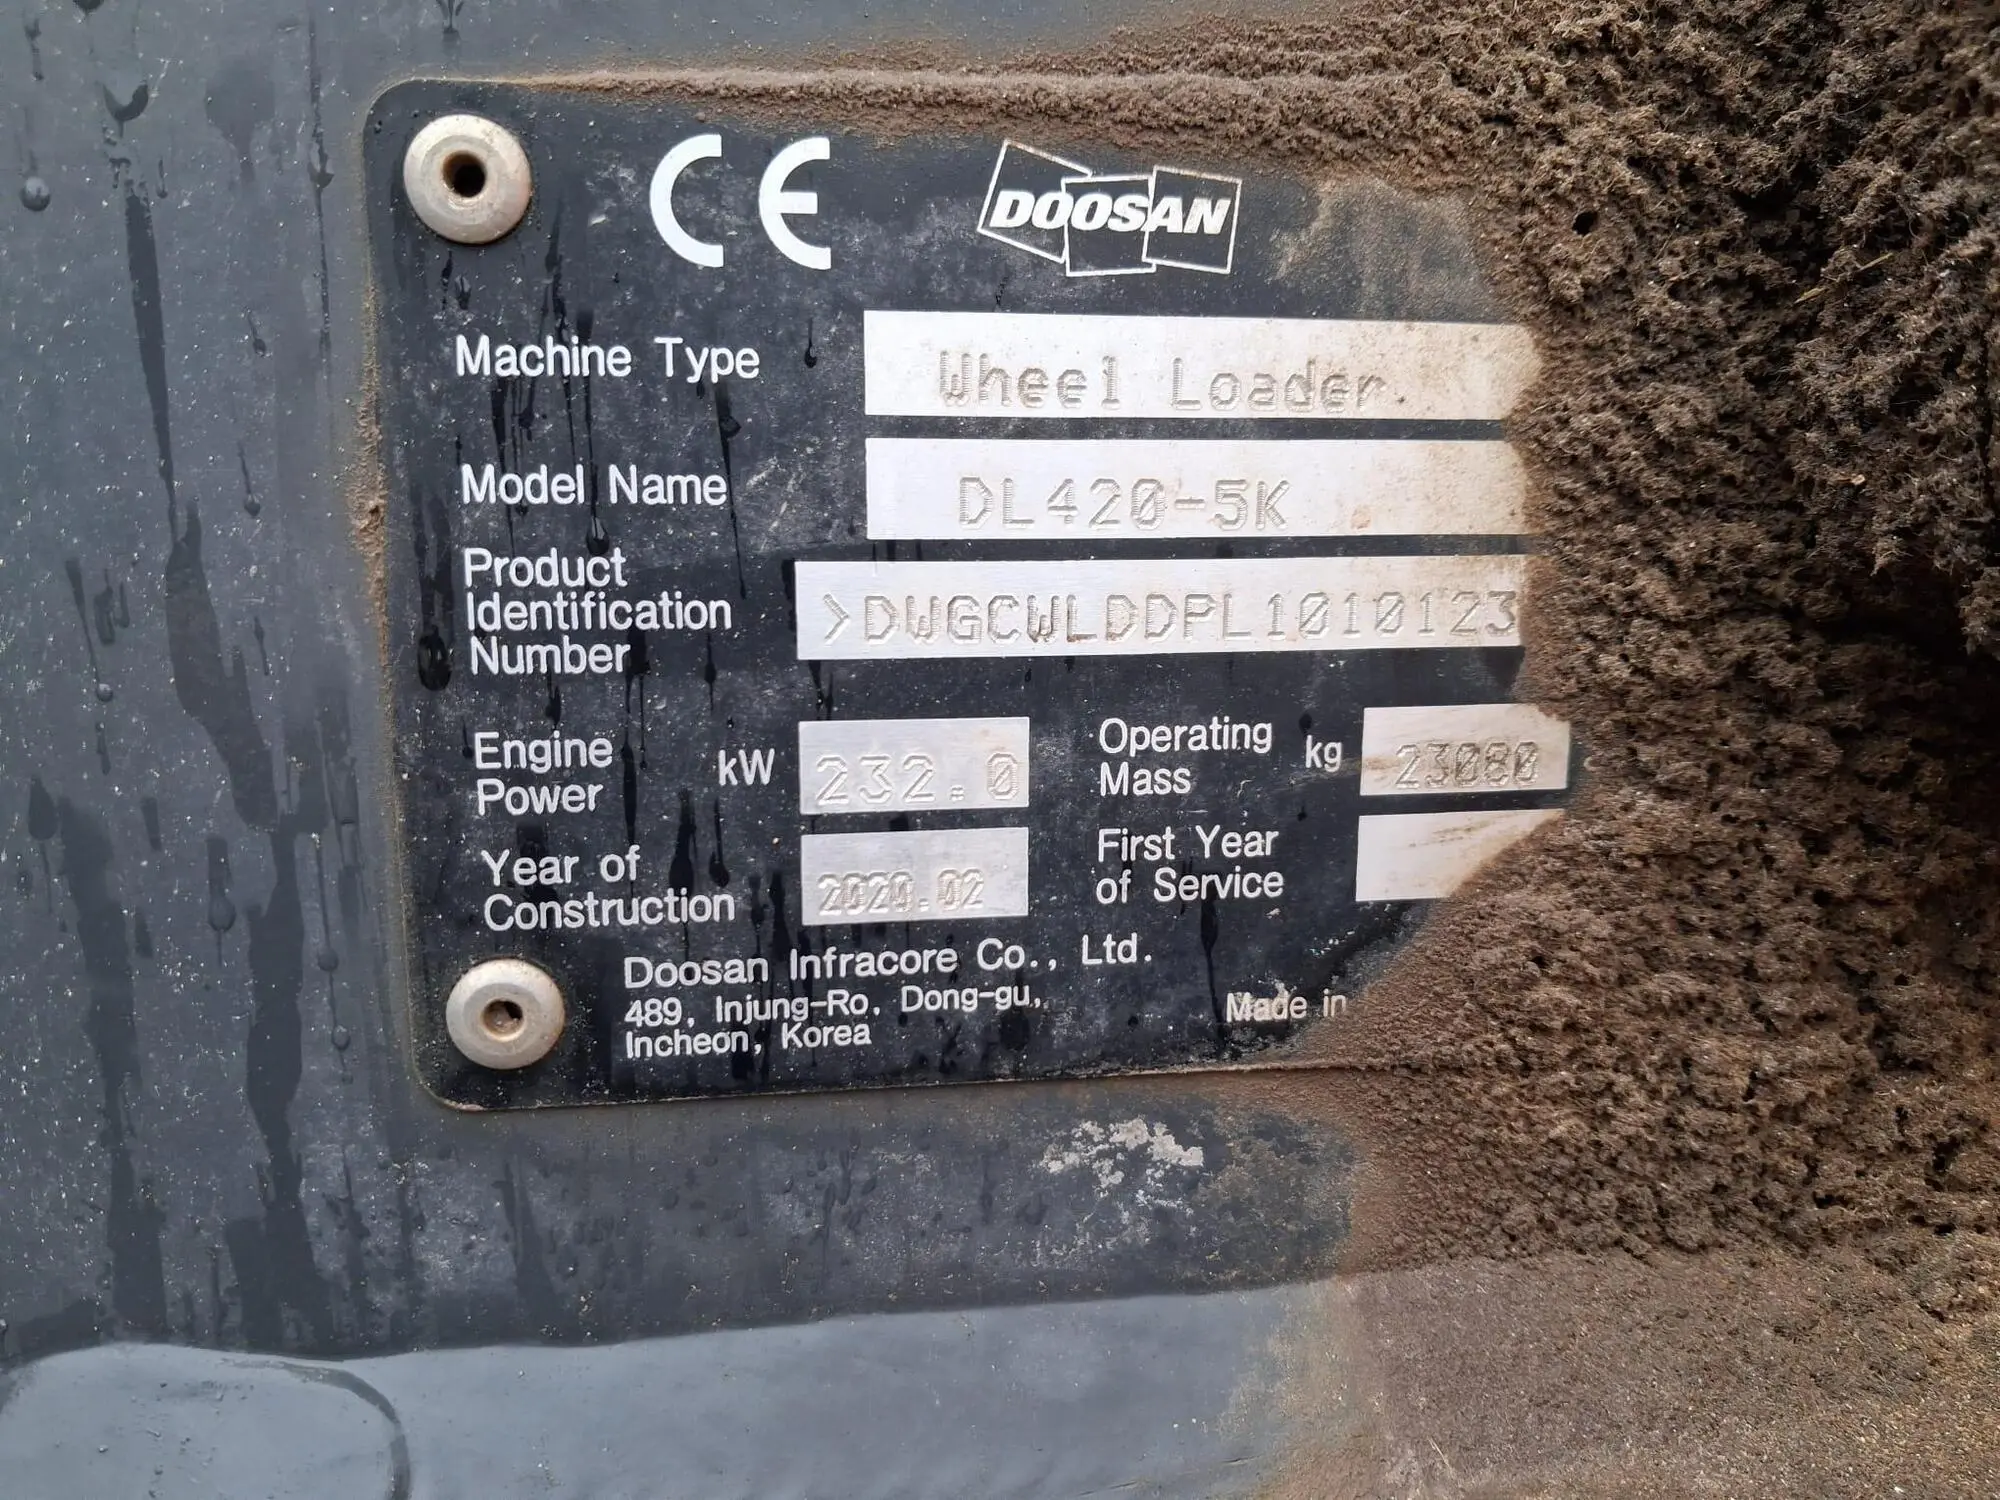 CE DOOSAN
Machine Type Wheel Loader
Model Name DL420-5K
Product
Identification
Number >DWGCWLDDPL1010123
Engine
Power kW 232.0
Operating
Mass kg 23080
Year of
Construction 2020.02
First Year
of Service
Doosan Infracore Co., Ltd.
489, Injung-Ro, Dong-gu,
Incheon, Korea
Made in